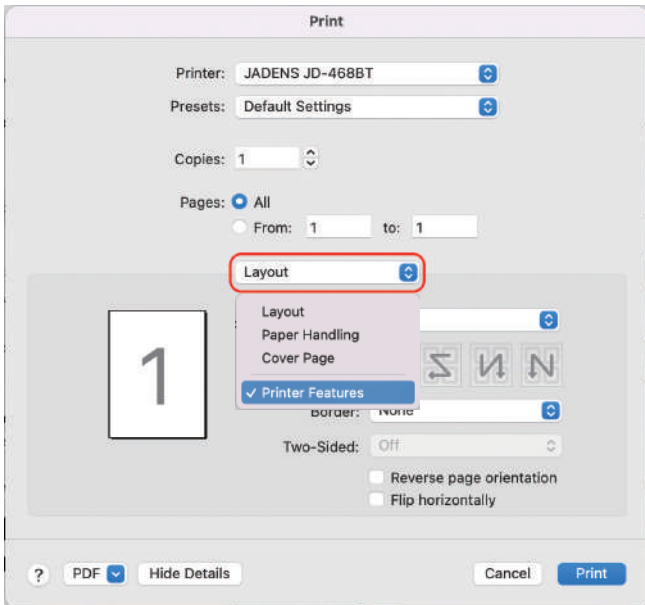 Print
Printer: JADENS JD-468BT
Presets: Default Settings
Copies: 1
Pages: All
From: 1 to: 1
Layout
Layout
Paper Handling
Cover Page
✓ Printer Features
1
Border: None
Two-Sided: Off
Reverse page orientation
Flip horizontally
? PDF Hide Details Cancel Print